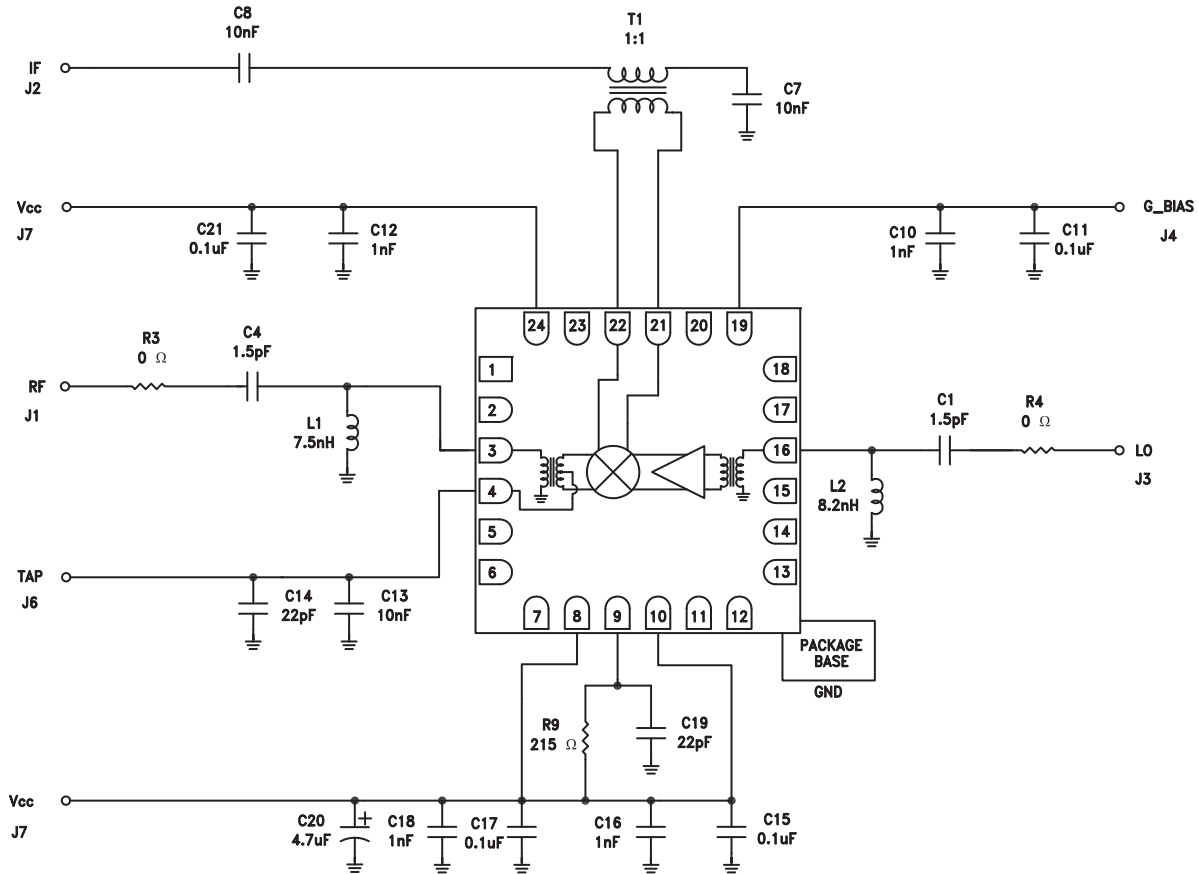 C8
10nF
T1
1:1
IF
J2
C7
10nF
Vcc
J7
C21
0.1uF
C12
1nF
C10
1nF
C11
0.1uF
G_BIAS
J4
24
23
22
21
20
19
R3
0 Ω
C4
1.5pF
RF
J1
L1
7.5nH
1
2
3
4
5
6
18
17
16
15
14
13
C1
1.5pF
R4
0 Ω
LO
J3
L2
8.2nH
TAP
J6
C14
22pF
C13
10nF
7
8
9
10
11
12
PACKAGE
BASE
GND
R9
215 Ω
C19
22pF
Vcc
J7
C20
4.7uF
+
C18
1nF
C17
0.1uF
C16
1nF
C15
0.1uF